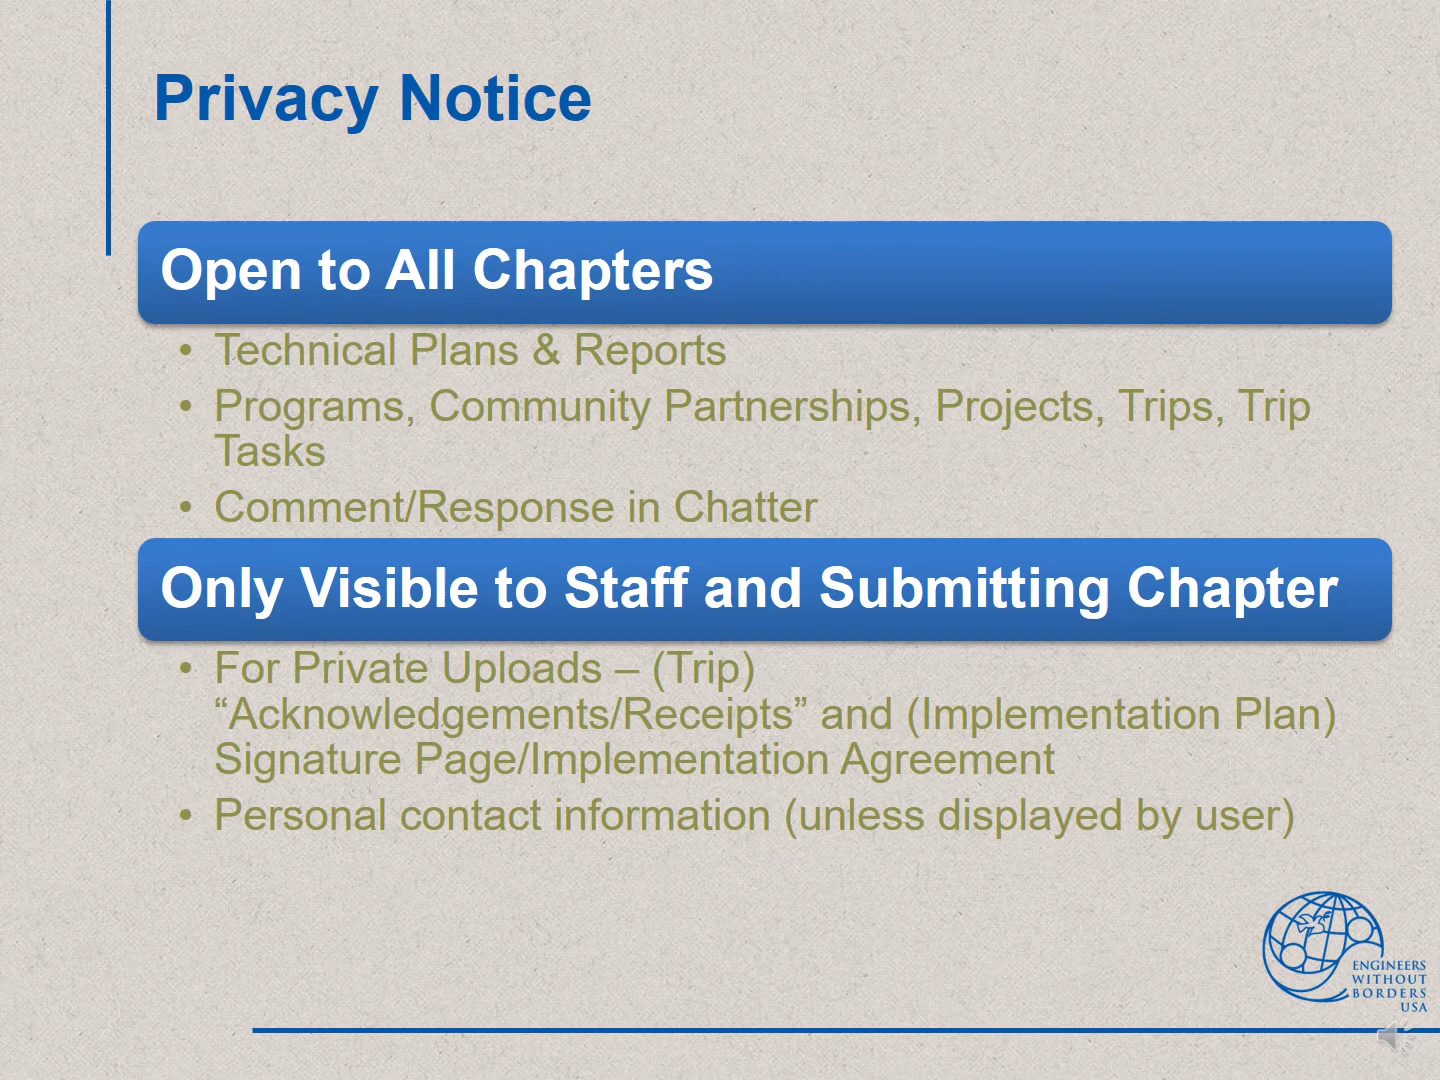 Privacy Notice
Open to All Chapters
• Technical Plans & Reports
• Programs, Community Partnerships, Projects, Trips, Trip
Tasks
• Comment/Response in Chatter
Only Visible to Staff and Submitting Chapter
• For Private Uploads – (Trip)
“Acknowledgements/Receipts” and (Implementation Plan)
Signature Page/Implementation Agreement
• Personal contact information (unless displayed by user)
ENGINEERS
WITHOUT
BORDERS
USA